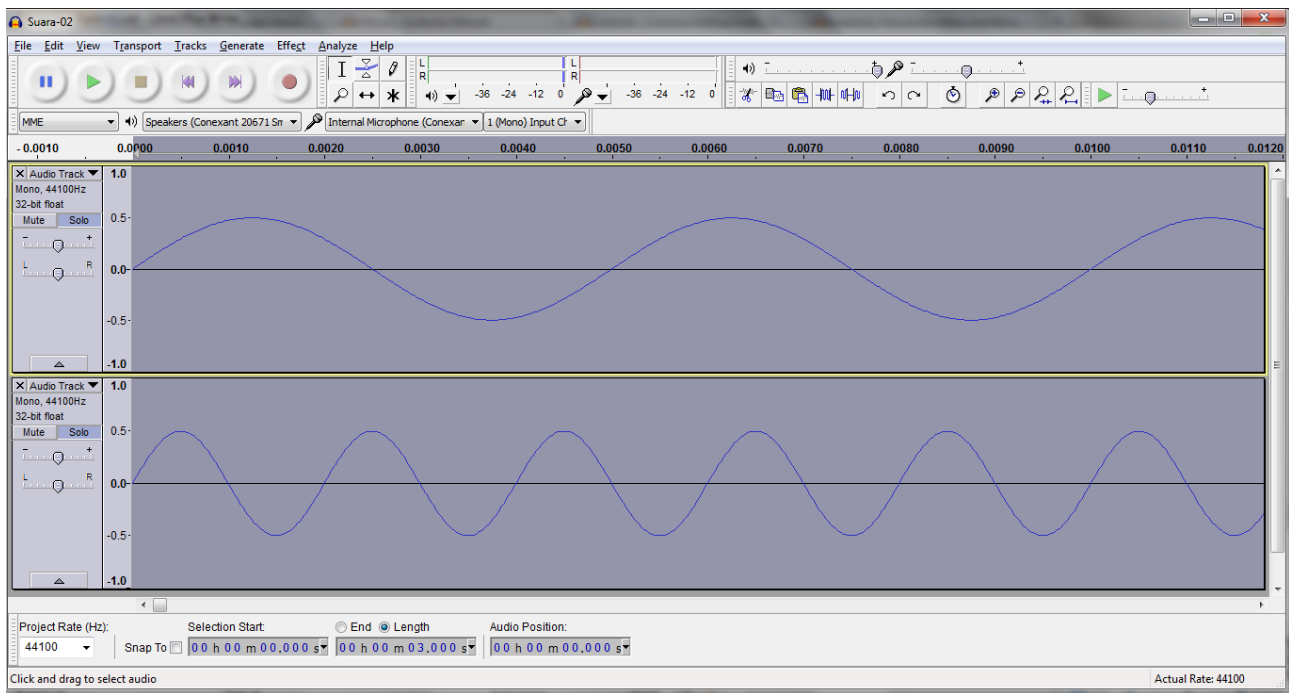 Suara-02
File Edit View Transport Tracks Generate Effect Analyze Help
L
R
-36 -24 -12 0
L
R
-36 -24 -12 0
- + - +
- +
MME Speakers (Conexant 20671 Sm Internal Microphone (Conexar 1 (Mono) Input Ch
- 0.0010 0.0000 0.0010 0.0020 0.0030 0.0040 0.0050 0.0060 0.0070 0.0080 0.0090 0.0100 0.0110 0.0120
X Audio Track 1.0
Mono, 44100Hz
32-bit float
Mute Solo 0.5-
- +
L R 0.0-
-0.5-
-1.0
X Audio Track 1.0
Mono, 44100Hz
32-bit float
Mute Solo 0.5-
- +
L R 0.0-
-0.5-
-1.0
Project Rate (Hz): Selection Start: End Length Audio Position:
44100 Snap To 00 h 00 m 00.000 s 00 h 00 m 03.000 s 00 h 00 m 00.000 s
Click and drag to select audio Actual Rate: 44100